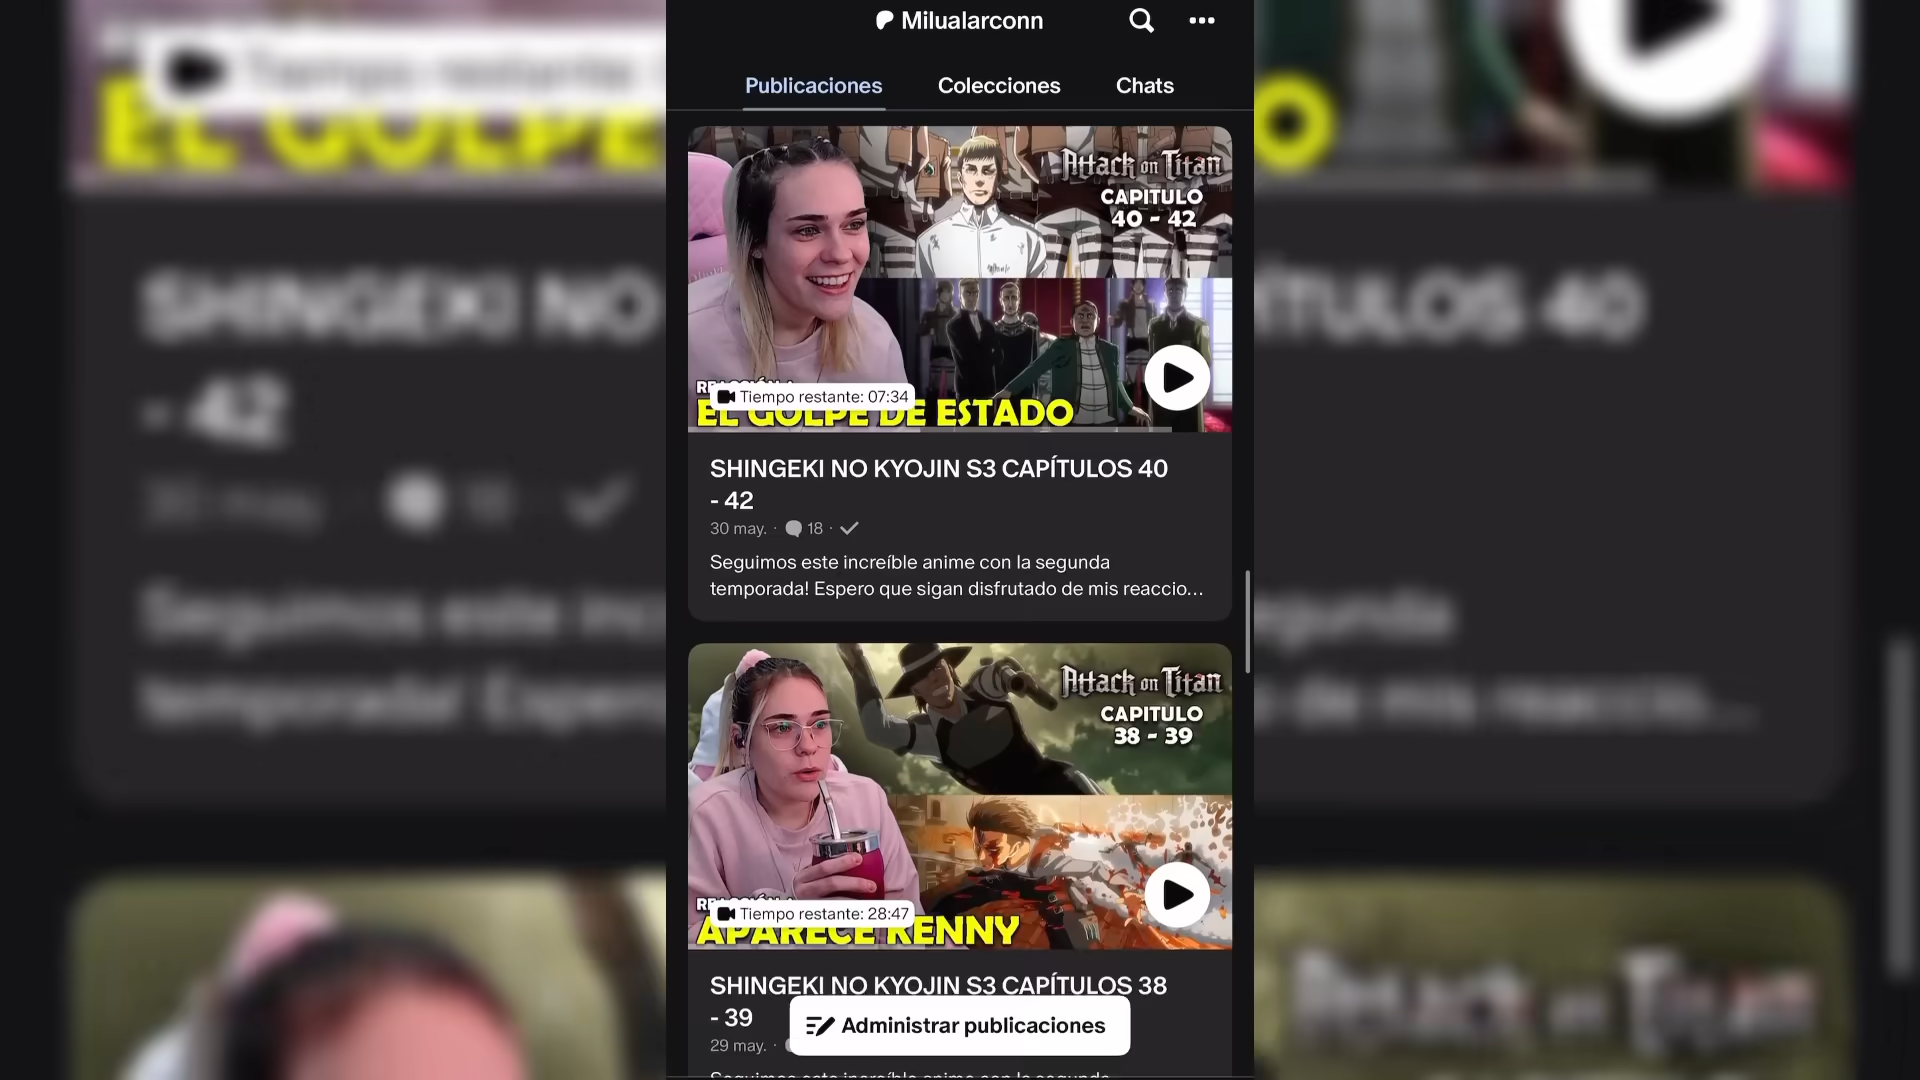 Milualarconn
Publicaciones
Colecciones
Chats
Attack on Titan
CAPITULO
40 - 42
Tiempo restante: 07:34
EL GOLPE DE ESTADO
SHINGEKI NO KYOJIN S3 CAPÍTULOS 40
- 42
30 may. · 18 ·
Seguimos este increíble anime con la segunda
temporada! Espero que sigan disfrutado de mis reaccio...
Attack on Titan
CAPITULO
38 - 39
Tiempo restante: 28:47
APARECE KENNY
SHINGEKI NO KYOJIN S3 CAPÍTULOS 38
- 39
Administrar publicaciones
29 may. ·